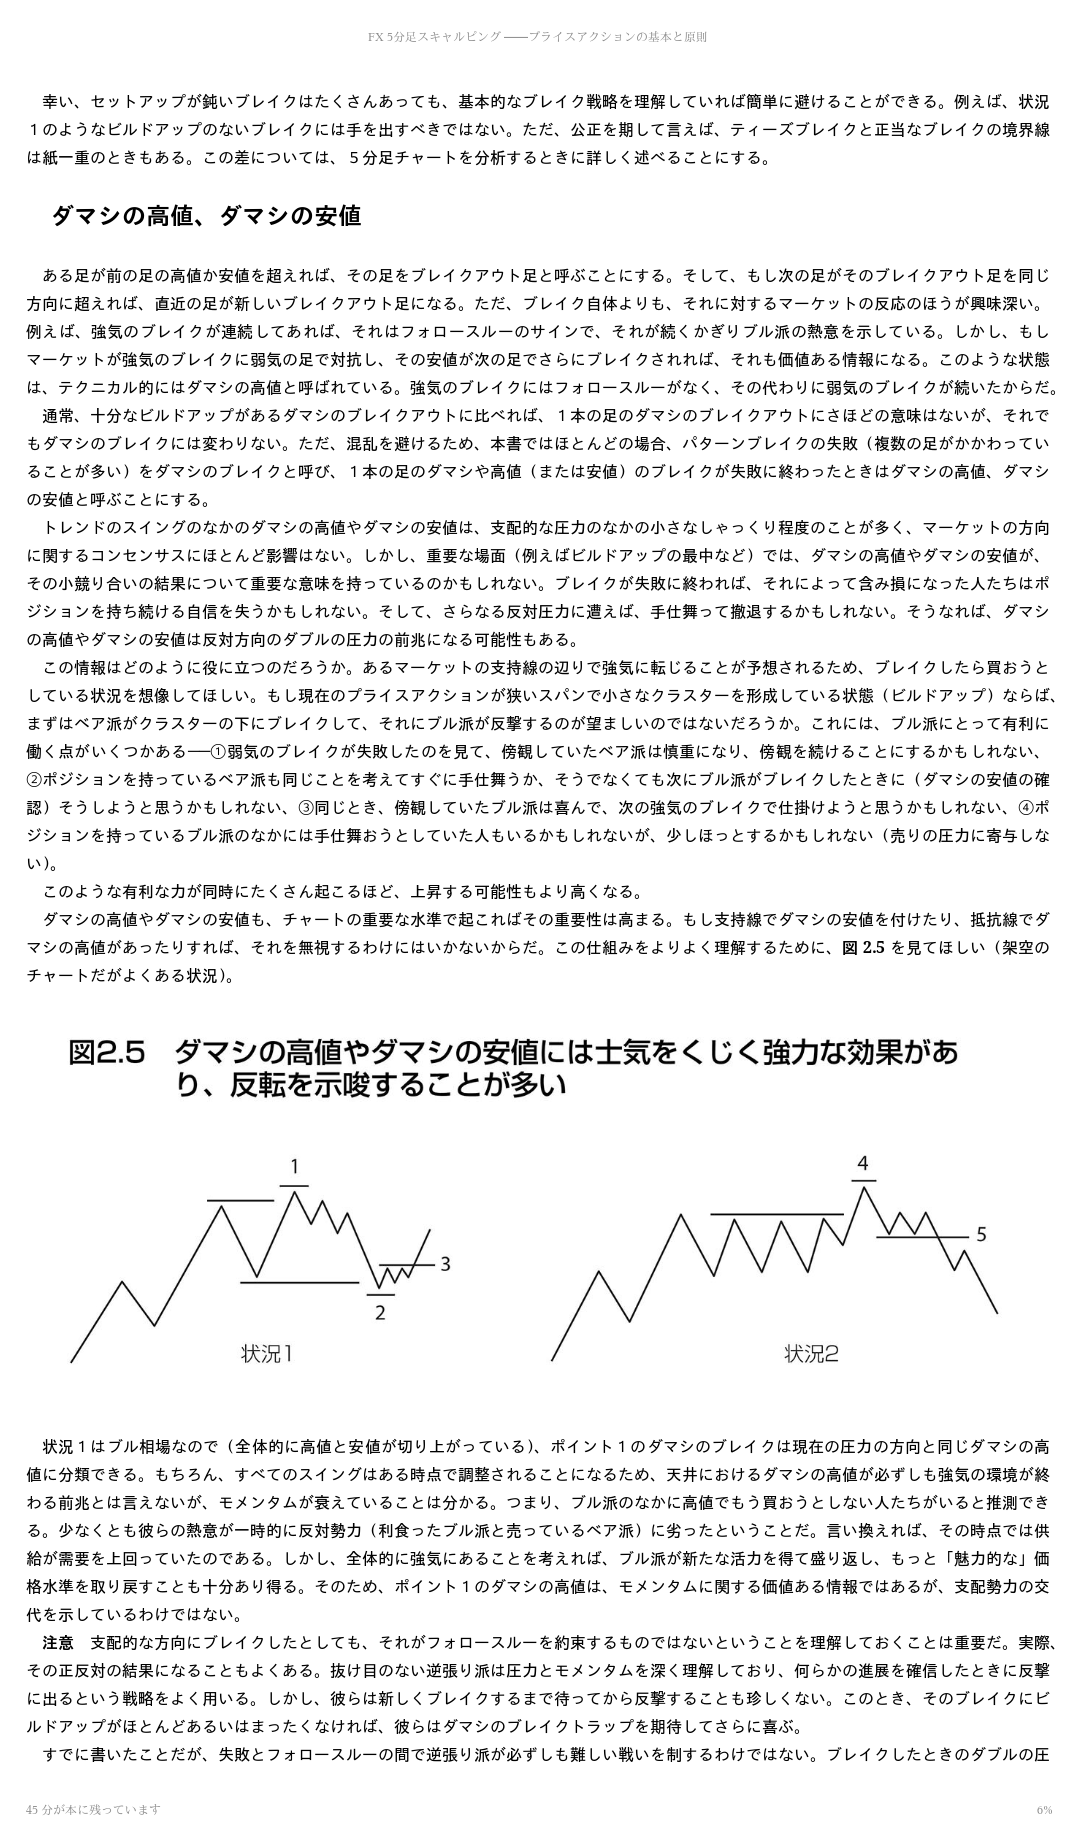 FX 5分足スキャルピング ――プライスアクションの基本と原則
幸い、セットアップが鈍いブレイクはたくさんあっても、基本的なブレイク戦略を理解していれば簡単に避けることができる。例えば、状況
１のようなビルドアップのないブレイクには手を出すべきではない。ただ、公正を期して言えば、ティーズブレイクと正当なブレイクの境界線
は紙一重のときもある。この差については、５分足チャートを分析するときに詳しく述べることにする。
ダマシの高値、ダマシの安値
ある足が前の足の高値か安値を超えれば、その足をブレイクアウト足と呼ぶことにする。そして、もし次の足がそのブレイクアウト足を同じ
方向に超えれば、直近の足が新しいブレイクアウト足になる。ただ、ブレイク自体よりも、それに対するマーケットの反応のほうが興味深い。
例えば、強気のブレイクが連続してあれば、それはフォロースルーのサインで、それが続くかぎりブル派の熱意を示している。しかし、もし
マーケットが強気のブレイクに弱気の足で対抗し、その安値が次の足でさらにブレイクされれば、それも価値ある情報になる。このような状態
は、テクニカル的にはダマシの高値と呼ばれている。強気のブレイクにはフォロースルーがなく、その代わりに弱気のブレイクが続いたからだ。
通常、十分なビルドアップがあるダマシのブレイクアウトに比べれば、１本の足のダマシのブレイクアウトにさほどの意味はないが、それで
もダマシのブレイクには変わりない。ただ、混乱を避けるため、本書ではほとんどの場合、パターンブレイクの失敗（複数の足がかかわってい
ることが多い）をダマシのブレイクと呼び、１本の足のダマシや高値（または安値）のブレイクが失敗に終わったときはダマシの高値、ダマシ
の安値と呼ぶことにする。
トレンドのスイングのなかのダマシの高値やダマシの安値は、支配的な圧力のなかの小さなしゃっくり程度のことが多く、マーケットの方向
に関するコンセンサスにほとんど影響はない。しかし、重要な場面（例えばビルドアップの最中など）では、ダマシの高値やダマシの安値が、
その小競り合いの結果について重要な意味を持っているのかもしれない。ブレイクが失敗に終われば、それによって含み損になった人たちはポ
ジションを持ち続ける自信を失うかもしれない。そして、さらなる反対圧力に遭えば、手仕舞って撤退するかもしれない。そうなれば、ダマシ
の高値やダマシの安値は反対方向のダブルの圧力の前兆になる可能性もある。
この情報はどのように役に立つのだろうか。あるマーケットの支持線の辺りで強気に転じることが予想されるため、ブレイクしたら買おうと
している状況を想像してほしい。もし現在のプライスアクションが狭いスパンで小さなクラスターを形成している状態（ビルドアップ）ならば、
まずはベア派がクラスターの下にブレイクして、それにブル派が反撃するのが望ましいのではないだろうか。これには、ブル派にとって有利に
働く点がいくつかある――①弱気のブレイクが失敗したのを見て、傍観していたベア派は慎重になり、傍観を続けることにするかもしれない、
②ポジションを持っているベア派も同じことを考えてすぐに手仕舞うか、そうでなくても次にブル派がブレイクしたときに（ダマシの安値の確
認）そうしようと思うかもしれない、③同じとき、傍観していたブル派は喜んで、次の強気のブレイクで仕掛けようと思うかもしれない、④ポ
ジションを持っているブル派のなかには手仕舞おうとしていた人もいるかもしれないが、少しほっとするかもしれない（売りの圧力に寄与しな
い）。
このような有利な力が同時にたくさん起こるほど、上昇する可能性もより高くなる。
ダマシの高値やダマシの安値も、チャートの重要な水準で起こればその重要性は高まる。もし支持線でダマシの安値を付けたり、抵抗線でダ
マシの高値があったりすれば、それを無視するわけにはいかないからだ。この仕組みをよりよく理解するために、図 2.5 を見てほしい（架空の
チャートだがよくある状況）。
図2.5 ダマシの高値やダマシの安値には士気をくじく強力な効果があ
り、反転を示唆することが多い
1
2
3
状況1
4
5
状況2
状況１はブル相場なので（全体的に高値と安値が切り上がっている）、ポイント１のダマシのブレイクは現在の圧力の方向と同じダマシの高
値に分類できる。もちろん、すべてのスイングはある時点で調整されることになるため、天井におけるダマシの高値が必ずしも強気の環境が終
わる前兆とは言えないが、モメンタムが衰えていることは分かる。つまり、ブル派のなかに高値でもう買おうとしない人たちがいると推測でき
る。少なくとも彼らの熱意が一時的に反対勢力（利食ったブル派と売っているベア派）に劣ったということだ。言い換えれば、その時点では供
給が需要を上回っていたのである。しかし、全体的に強気にあることを考えれば、ブル派が新たな活力を得て盛り返し、もっと「魅力的な」価
格水準を取り戻すことも十分あり得る。そのため、ポイント１のダマシの高値は、モメンタムに関する価値ある情報ではあるが、支配勢力の交
代を示しているわけではない。
注意 支配的な方向にブレイクしたとしても、それがフォロースルーを約束するものではないということを理解しておくことは重要だ。実際、
その正反対の結果になることもよくある。抜け目のない逆張り派は圧力とモメンタムを深く理解しており、何らかの進展を確信したときに反撃
に出るという戦略をよく用いる。しかし、彼らは新しくブレイクするまで待ってから反撃することも珍しくない。このとき、そのブレイクにビ
ルドアップがほとんどあるいはまったくなければ、彼らはダマシのブレイクトラップを期待してさらに喜ぶ。
すでに書いたことだが、失敗とフォロースルーの間で逆張り派が必ずしも難しい戦いを制するわけではない。ブレイクしたときのダブルの圧
45 分が本に残っています
6%